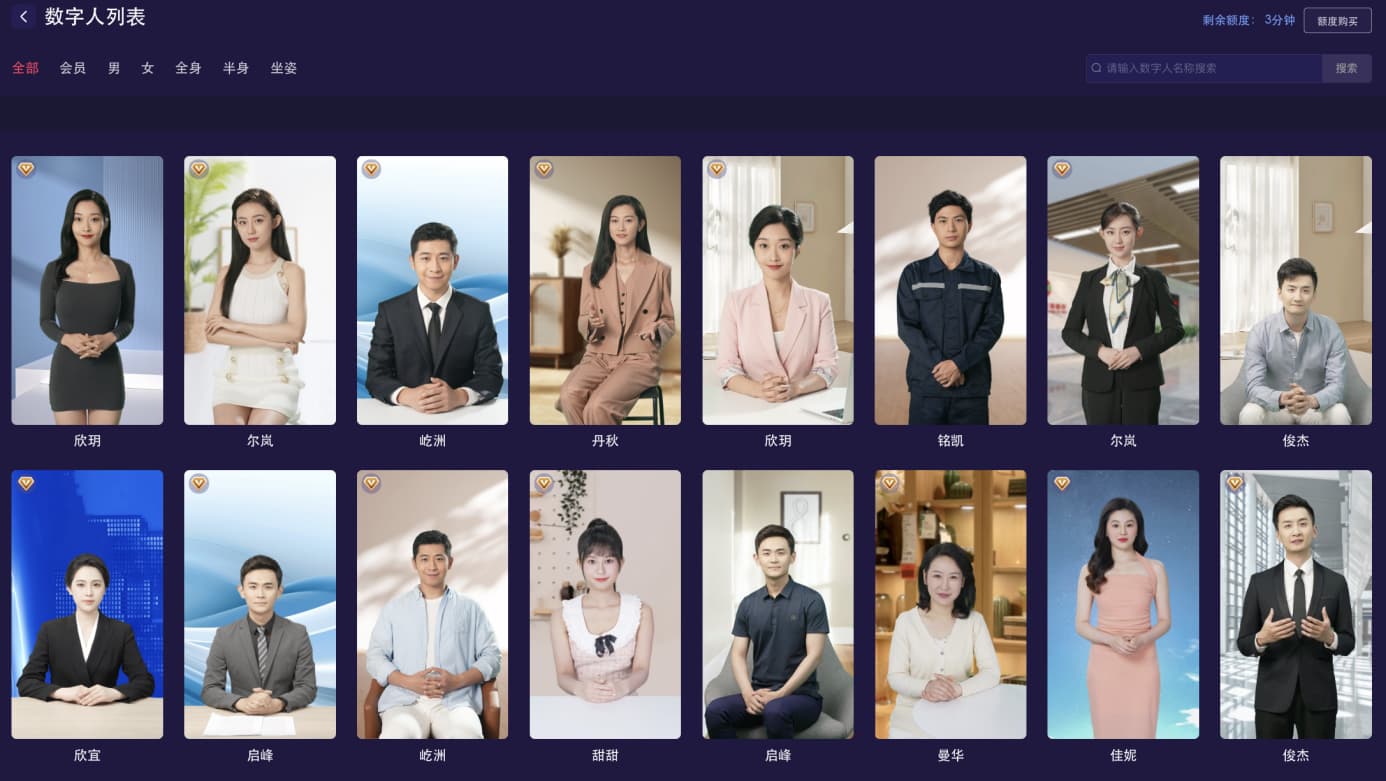 数字人列表
剩余额度： 3分钟 额度购买
全部 会员 男 女 全身 半身 坐姿
请输入数字人名称搜索 搜索
欣玥 尔岚 屹洲 丹秋 欣玥 铭凯 尔岚 俊杰
欣宜 启峰 屹洲 甜甜 启峰 曼华 佳妮 俊杰